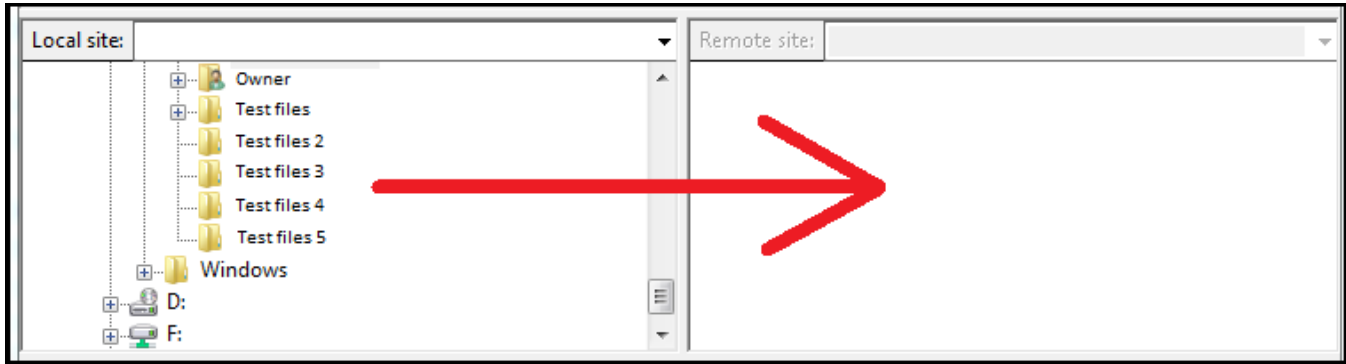 Local site:
Remote site:
Owner
Test files
Test files 2
Test files 3
Test files 4
Test files 5
Windows
D:
F: